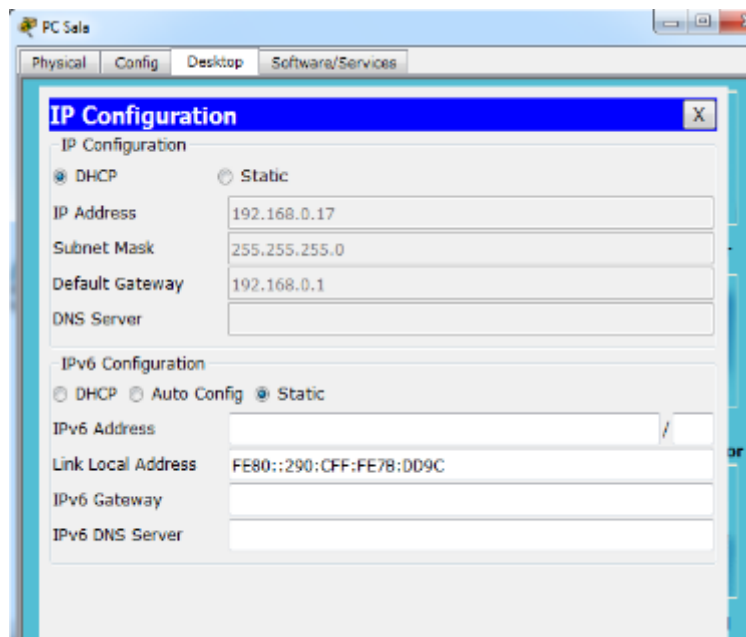 PC Sala
Physical Config Desktop Software/Services
IP Configuration X
IP Configuration
DHCP Static
IP Address 192.168.0.17
Subnet Mask 255.255.255.0
Default Gateway 192.168.0.1
DNS Server
IPv6 Configuration
DHCP Auto Config Static
IPv6 Address /
Link Local Address FE80::290:CFF:FE7B:DD9C
IPv6 Gateway
IPv6 DNS Server
or